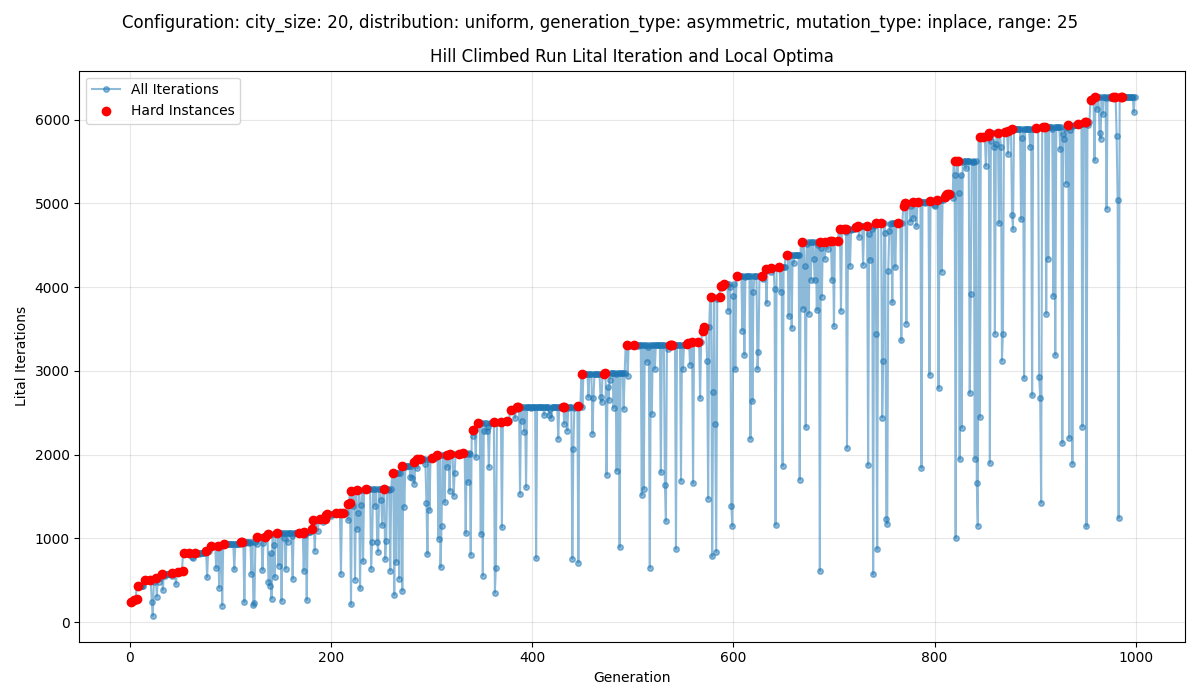 Configuration: city_size: 20, distribution: uniform, generation_type: asymmetric, mutation_type: inplace, range: 25
Hill Climbed Run Lital Iteration and Local Optima
All Iterations
Hard Instances
6000
5000
4000
3000
2000
1000
0
Lital Iterations
0
200
400
600
800
1000
Generation